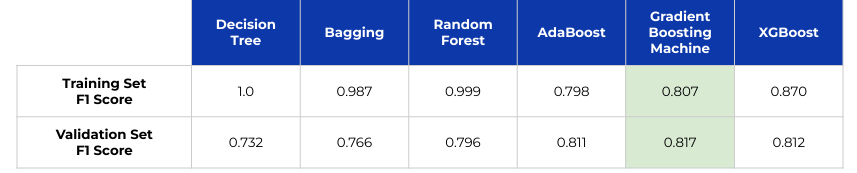 Decision Tree Bagging Random Forest AdaBoost Gradient Boosting Machine XGBoost
Training Set F1 Score 1.0 0.987 0.999 0.798 0.807 0.870
Validation Set F1 Score 0.732 0.766 0.796 0.811 0.817 0.812